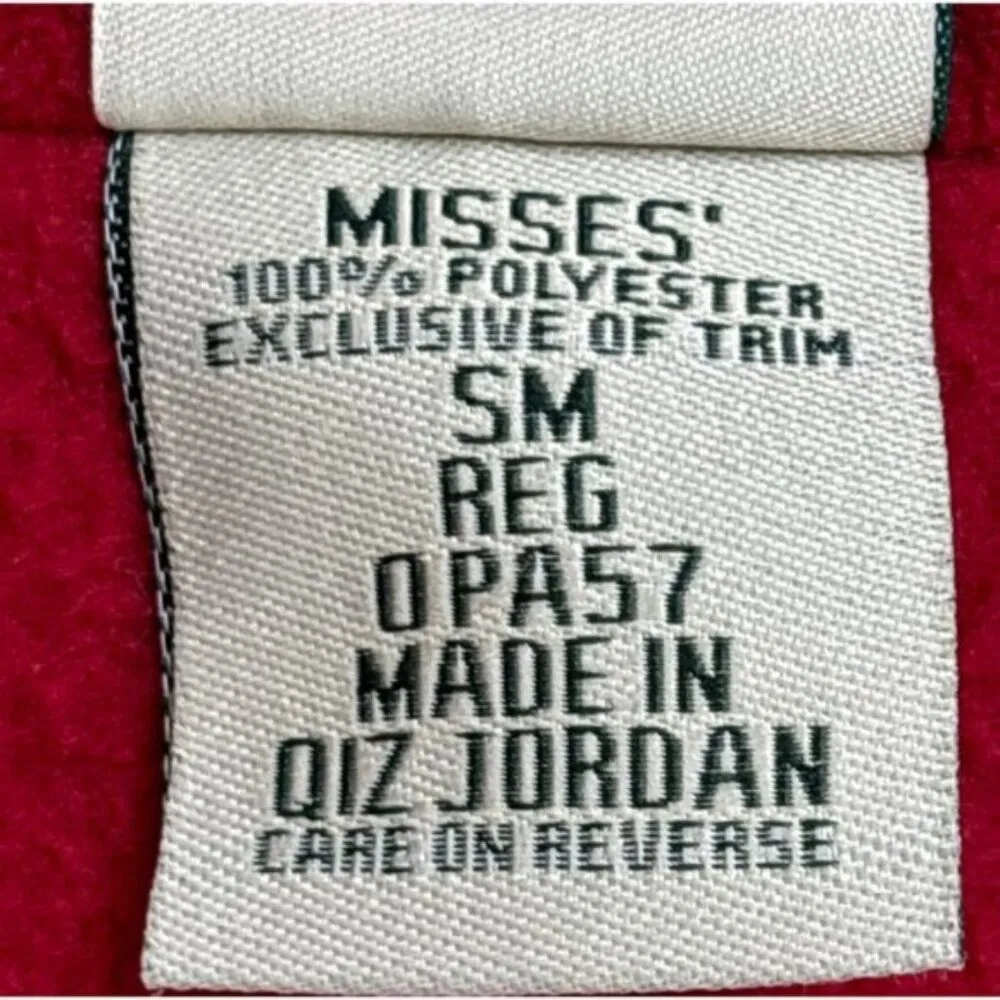 MISSES'
100% POLYESTER
EXCLUSIVE OF TRIM
SM
REG
0PA57
MADE IN
QIZ JORDAN
CARE ON REVERSE